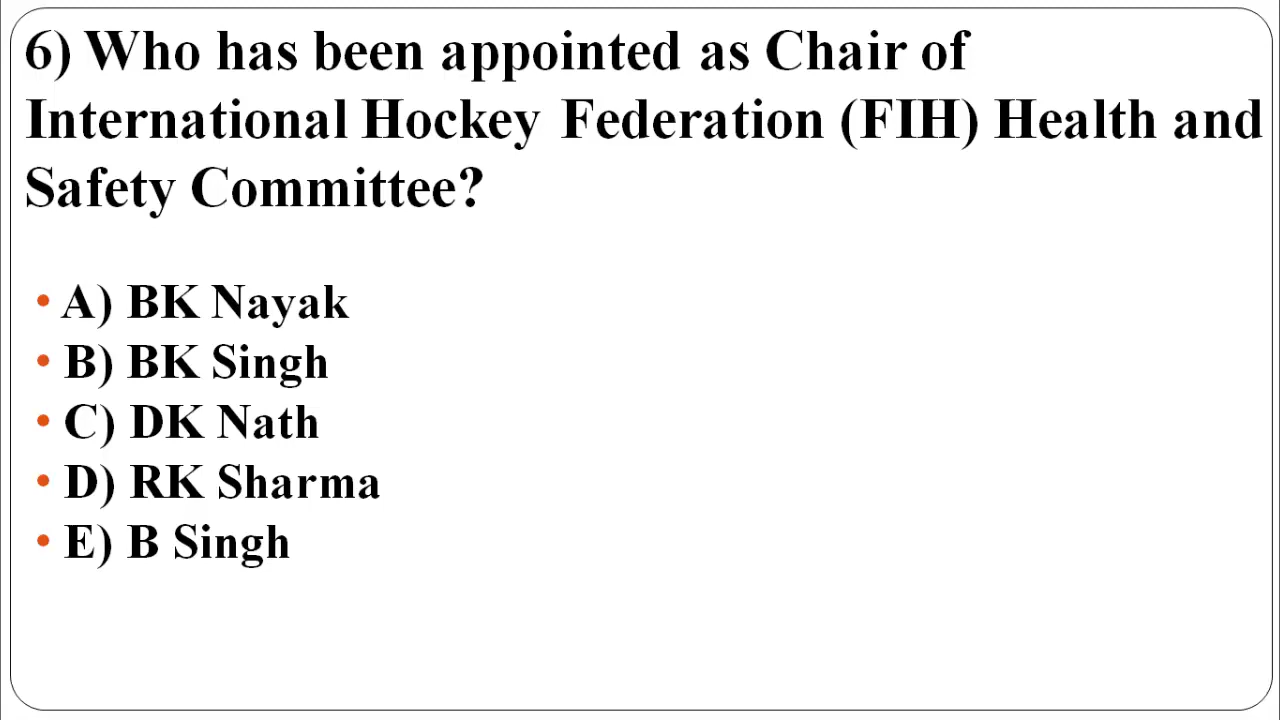 6) Who has been appointed as Chair of
International Hockey Federation (FIH) Health and
Safety Committee?
• A) BK Nayak
• B) BK Singh
• C) DK Nath
• D) RK Sharma
• E) B Singh